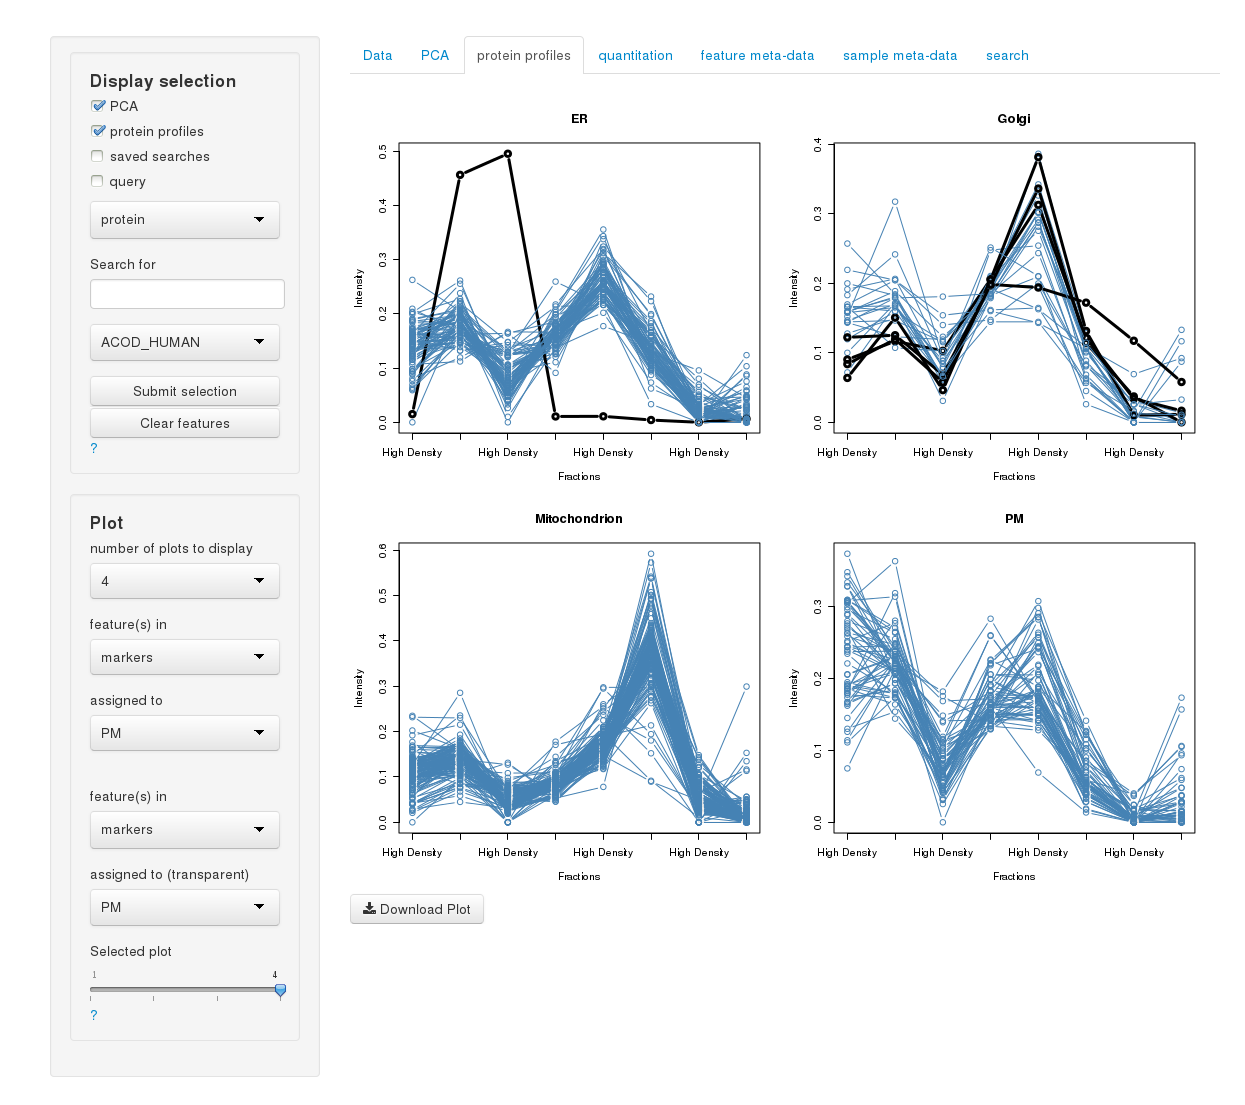 Display selection
PCA
protein profiles
saved searches
query
protein
Search for
ACOD_HUMAN
Submit selection
Clear features
?
Plot
number of plots to display
4
feature(s) in
markers
assigned to
PM
feature(s) in
markers
assigned to (transparent)
PM
Selected plot
1 4
?
Data PCA protein profiles quantitation feature meta-data sample meta-data search
ER
0.5
0.4
0.3
0.2
0.1
0.0
Intensity
High Density High Density High Density High Density
Fractions
Golgi
0.4
0.3
0.2
0.1
0.0
Intensity
High Density High Density High Density High Density
Fractions
Mitochondrion
0.6
0.5
0.4
0.3
0.2
0.1
0.0
Intensity
High Density High Density High Density High Density
Fractions
PM
0.3
0.2
0.1
0.0
Intensity
High Density High Density High Density High Density
Fractions
Download Plot